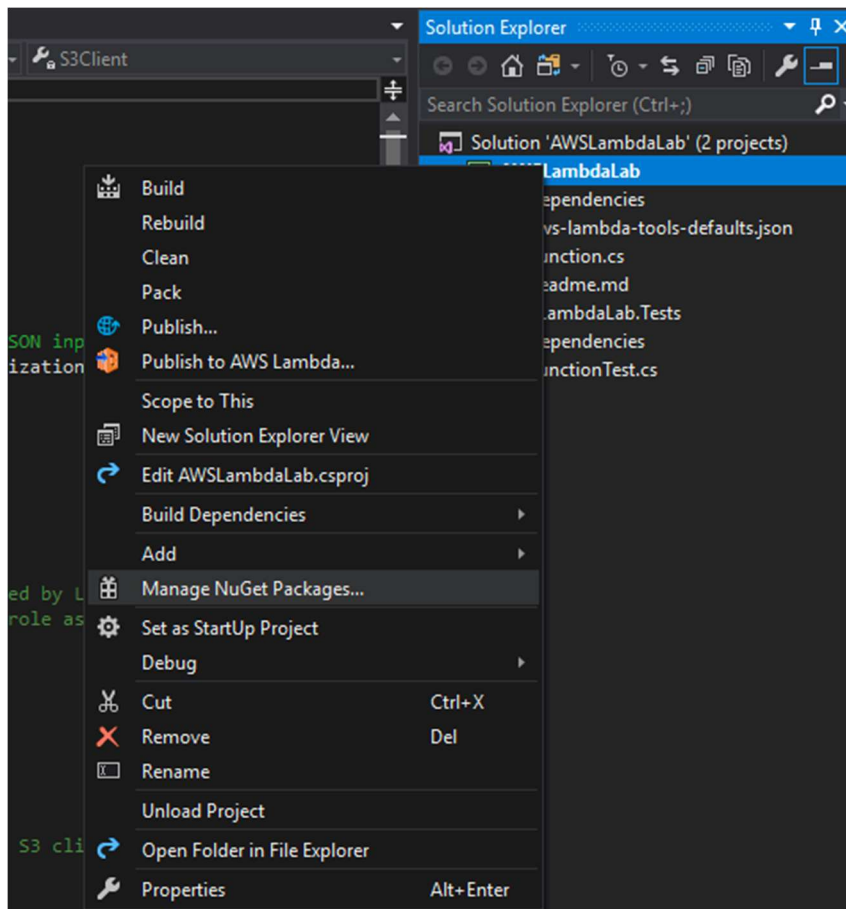 Solution Explorer
S3Client
Search Solution Explorer (Ctrl+;)
Solution 'AWSLambdaLab' (2 projects)
LambdaLab
ependencies
ws-lambda-tools-defaults.json
unction.cs
eadme.md
LambdaLab.Tests
ependencies
unctionTest.cs
Build
Rebuild
Clean
Pack
Publish...
Publish to AWS Lambda...
Scope to This
New Solution Explorer View
Edit AWSLambdaLab.csproj
Build Dependencies
Add
Manage NuGet Packages...
Set as StartUp Project
Debug
Cut Ctrl+X
Remove Del
Rename
Unload Project
Open Folder in File Explorer
Properties Alt+Enter
SON inp
ization
ed by L
role as
S3 cli